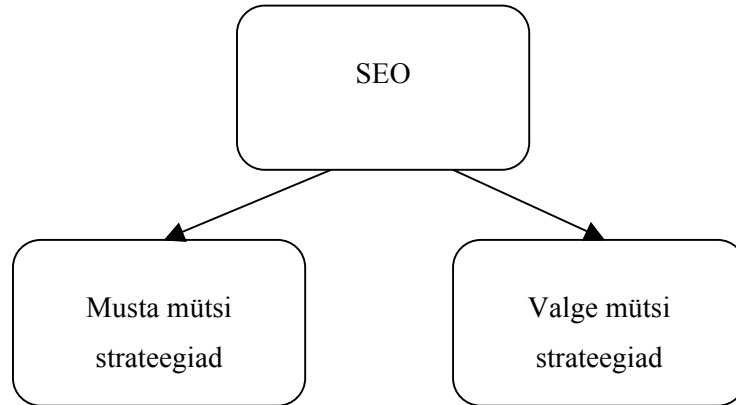 SEO
Musta mütsi
strateegiad
Valge mütsi
strateegiad